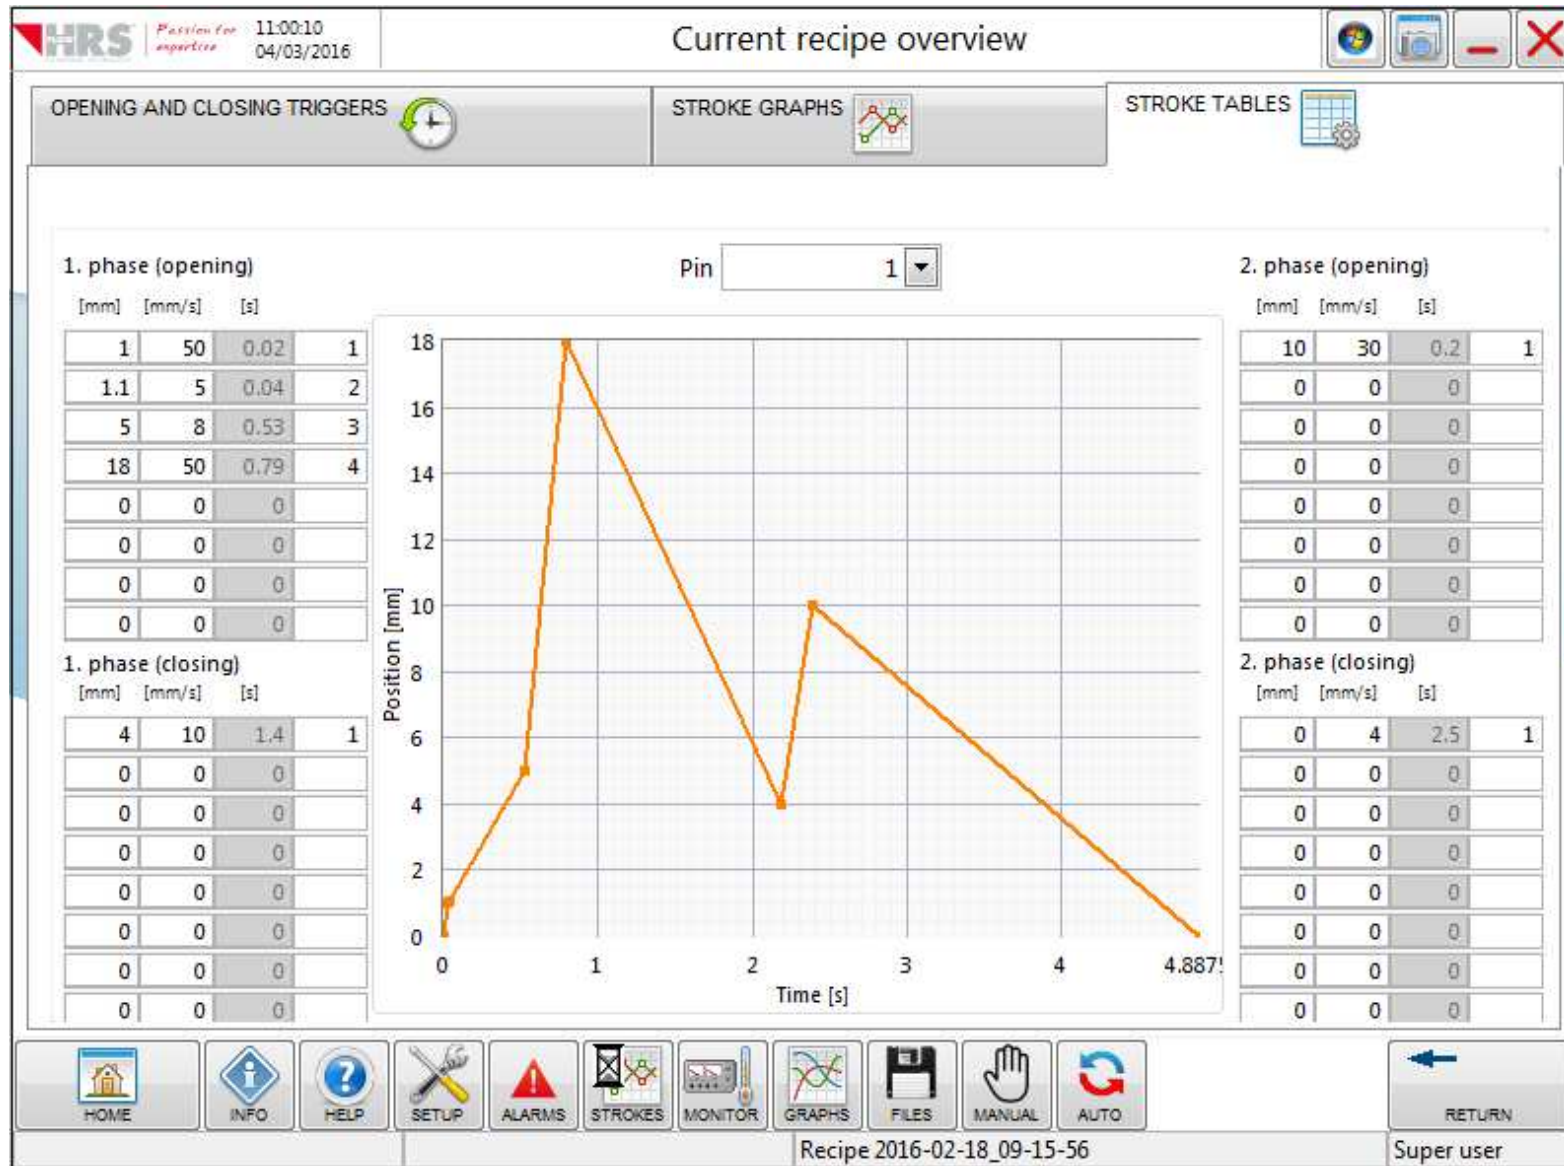 HRS Passion for expertise 11:00:10 04/03/2016 Current recipe overview
OPENING AND CLOSING TRIGGERS STROKE GRAPHS STROKE TABLES
1. phase (opening)
[mm] [mm/s] [s]
1 50 0.02 1
1.1 5 0.04 2
5 8 0.53 3
18 50 0.79 4
0 0 0
0 0 0
0 0 0
0 0 0
1. phase (closing)
[mm] [mm/s] [s]
4 10 1.4 1
0 0 0
0 0 0
0 0 0
0 0 0
0 0 0
0 0 0
0 0 0
Pin 1
18
16
14
12
10
8
6
4
2
0
Position [mm]
0 1 2 3 4 4.887
Time [s]
2. phase (opening)
[mm] [mm/s] [s]
10 30 0.2 1
0 0 0
0 0 0
0 0 0
0 0 0
0 0 0
0 0 0
0 0 0
2. phase (closing)
[mm] [mm/s] [s]
0 4 2.5 1
0 0 0
0 0 0
0 0 0
0 0 0
0 0 0
0 0 0
0 0 0
HOME INFO HELP SETUP ALARMS STROKES MONITOR GRAPHS FILES MANUAL AUTO RETURN
Recipe 2016-02-18_09-15-56 Super user